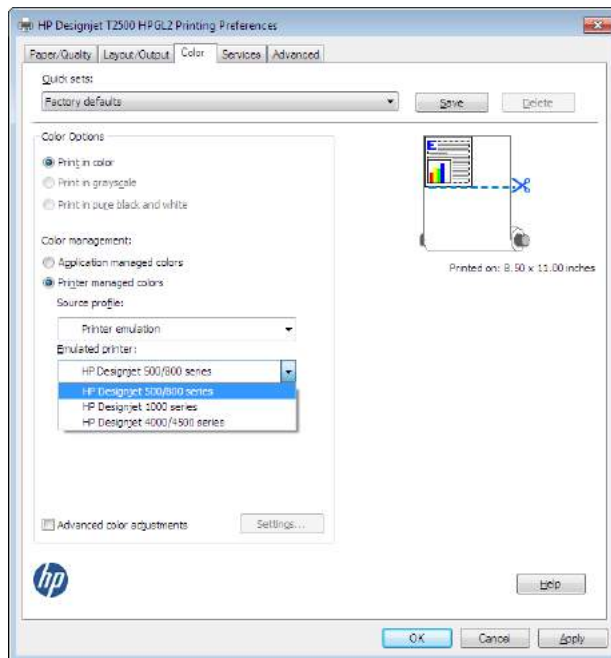 HP Designjet T2500 HPGL2 Printing Preferences
Paper/Quality Layout/Output Color Services Advanced
Quick sets:
Factory defaults
Save Delete
Color Options
Print in color
Print in grayscale
Print in pure black and white
Color management:
Application managed colors
Printer managed colors
Source profile:
Printer emulation
Emulated printer:
HP Designjet 500/800 series
HP Designjet 500/800 series
HP Designjet 1000 series
HP Designjet 4000/4500 series
Printed on: 8.50 x 11.00 inches
Advanced color adjustments
Settings...
hp
Help
OK Cancel Apply